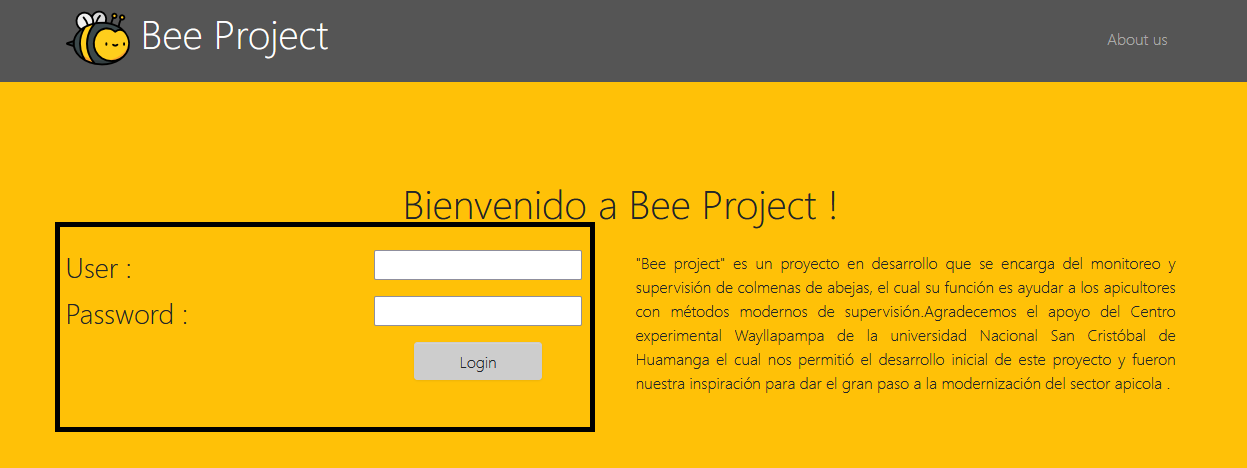 Bee Project
About us
Bienvenido a Bee Project !
User :
Password :
Login
"Bee project" es un proyecto en desarrollo que se encarga del monitoreo y
supervisión de colmenas de abejas, el cual su función es ayudar a los apicultores
con métodos modernos de supervisión.Agradecemos el apoyo del Centro
experimental Wayllapampa de la universidad Nacional San Cristóbal de
Huamanga el cual nos permitió el desarrollo inicial de este proyecto y fueron
nuestra inspiración para dar el gran paso a la modernización del sector apicola .